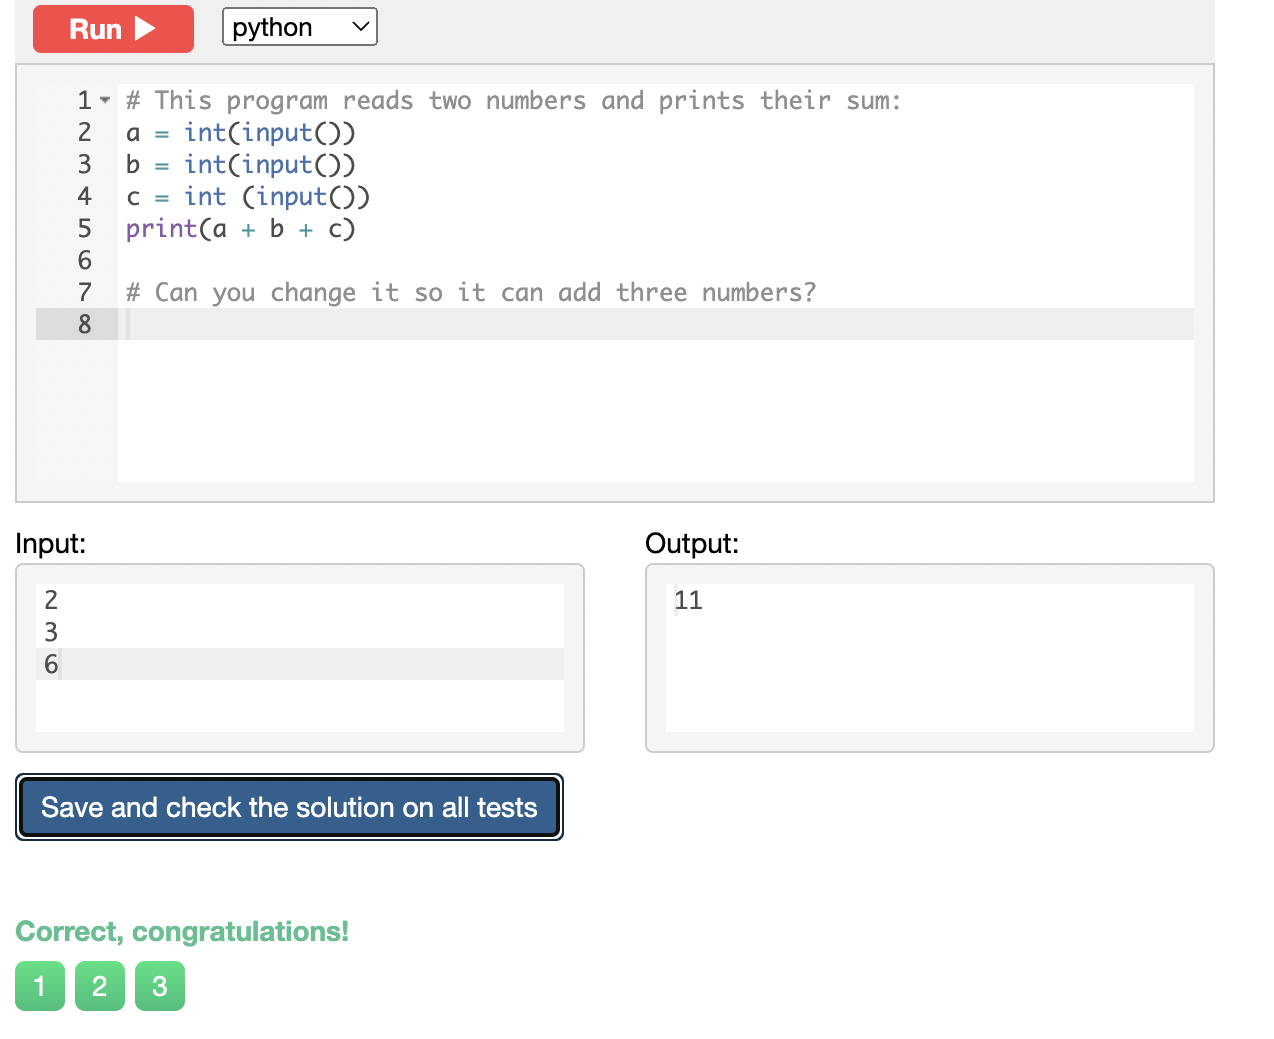 Run
python
1 # This program reads two numbers and prints their sum:
2 a = int(input())
3 b = int(input())
4 c = int (input())
5 print(a + b + c)
6
7 # Can you change it so it can add three numbers?
8
Input:
2
3
6
Output:
11
Save and check the solution on all tests
Correct, congratulations!
1 2 3